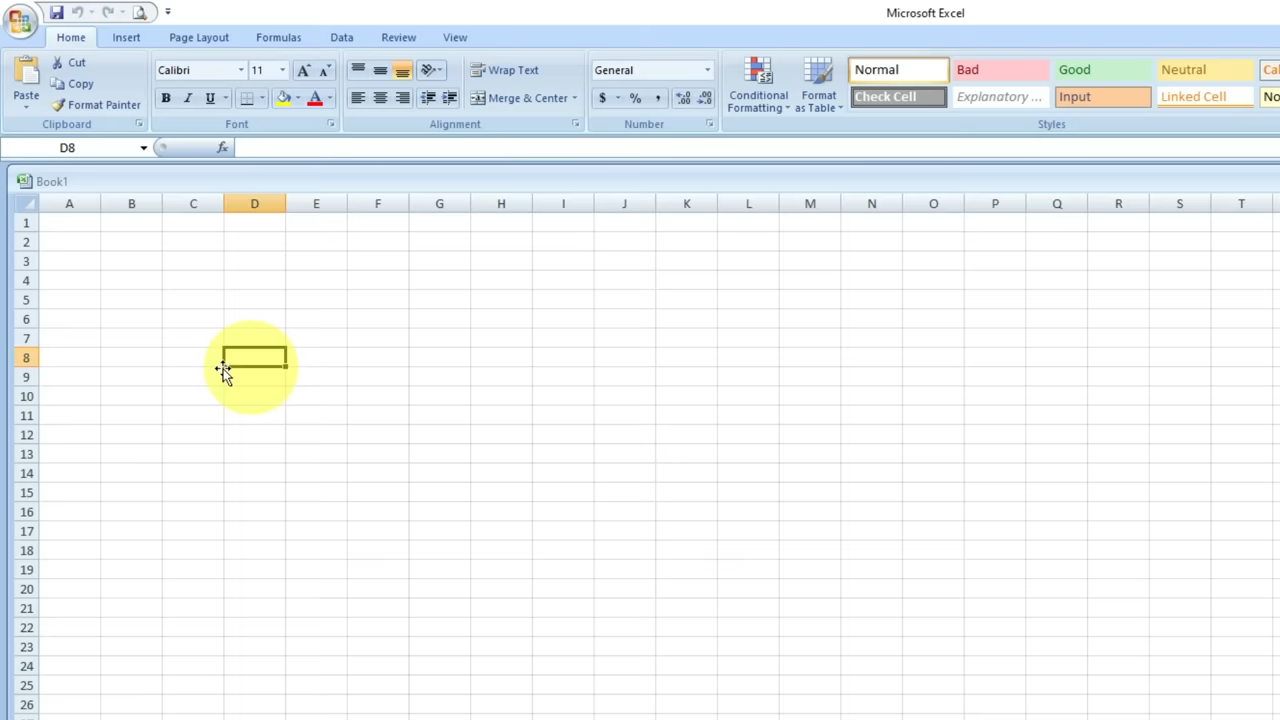 Microsoft Excel
Home Insert Page Layout Formulas Data Review View
Cut
Copy
Format Painter
Paste
Clipboard
Calibri 11
B I U
Font
Wrap Text
Merge & Center
Alignment
General
$ % ,
Number
Conditional Formatting
Format as Table
Normal Bad Good Neutral
Check Cell Explanatory ... Input Linked Cell
Styles
D8 fx
Book1
A B C D E F G H I J K L M N O P Q R S T
1
2
3
4
5
6
7
8
9
10
11
12
13
14
15
16
17
18
19
20
21
22
23
24
25
26